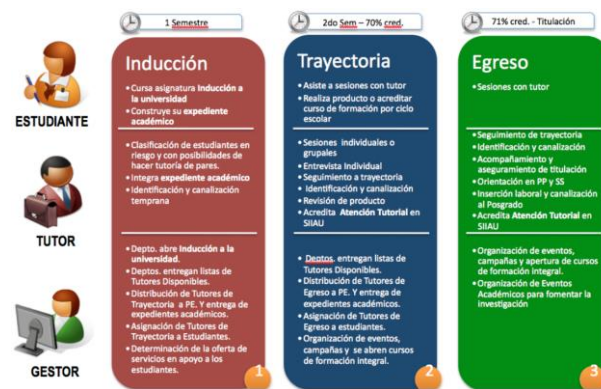 1 Semestre
2do Sem – 70% cred.
71% cred. - Titulación
ESTUDIANTE
TUTOR
GESTOR
Inducción
•Cursa asignatura Inducción a
la universidad
•Construye su expediente
académico
•Clasificación de estudiantes en
riesgo y con posibilidades de
hacer tutoría de pares.
•Integra expediente académico
•Identificación y canalización
temprana
•Depto. abre Inducción a la
universidad.
•Deptos. entregan listas de
Tutores Disponibles.
•Distribución de Tutores de
Trayectoria a PE. Y entrega de
expedientes académicos.
•Asignación de Tutores de
Trayectoria a Estudiantes.
•Determinación de la oferta de
servicios en apoyo a los
estudiantes.
1
Trayectoria
•Asiste a sesiones con tutor
•Realiza producto o acreditar
curso de formación por ciclo
escolar
•Sesiones individuales o
grupales
•Entrevista Individual
•Seguimiento a trayectoria
•Identificación y canalización
•Revisión de producto
•Acredita Atención Tutorial en
SIIAU
•Deptos. entregan listas de
Tutores Disponibles.
•Distribución de Tutores de
Egreso a PE. Y entrega de
expedientes académicos.
•Asignación de Tutores de
Egreso a estudiantes.
•Organización de eventos,
campañas y se abren cursos
de formación integral.
2
Egreso
•Sesiones con tutor
•Seguimiento de trayectoria
•Identificación y canalización
•Acompañamiento y
aseguramiento de titulación
•Orientación en PP y SS
•Inserción laboral y canalización
al Posgrado
•Acredita Atención Tutorial en
SIIAU
•Organización de eventos,
campañas y apertura de cursos
de formación integral.
•Organización de Eventos
Académicos para fomentar la
investigación
3